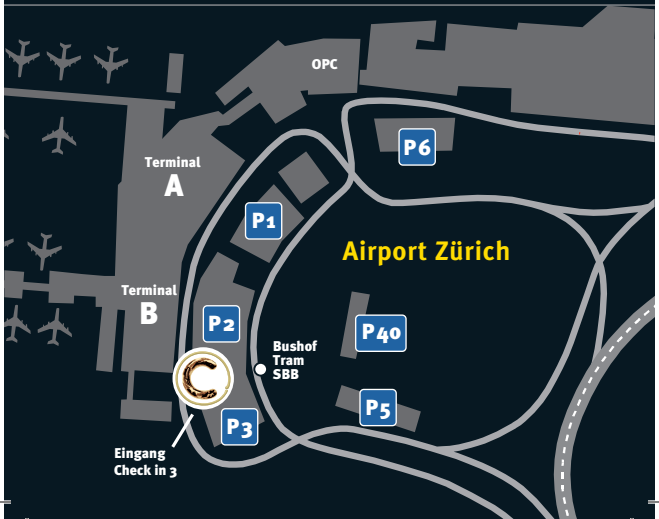 OPC
P6
Terminal
A
P1
Airport Zürich
Terminal
B
P2
P40
Bushof
Tram
SBB
C
P5
P3
Eingang
Check in 3